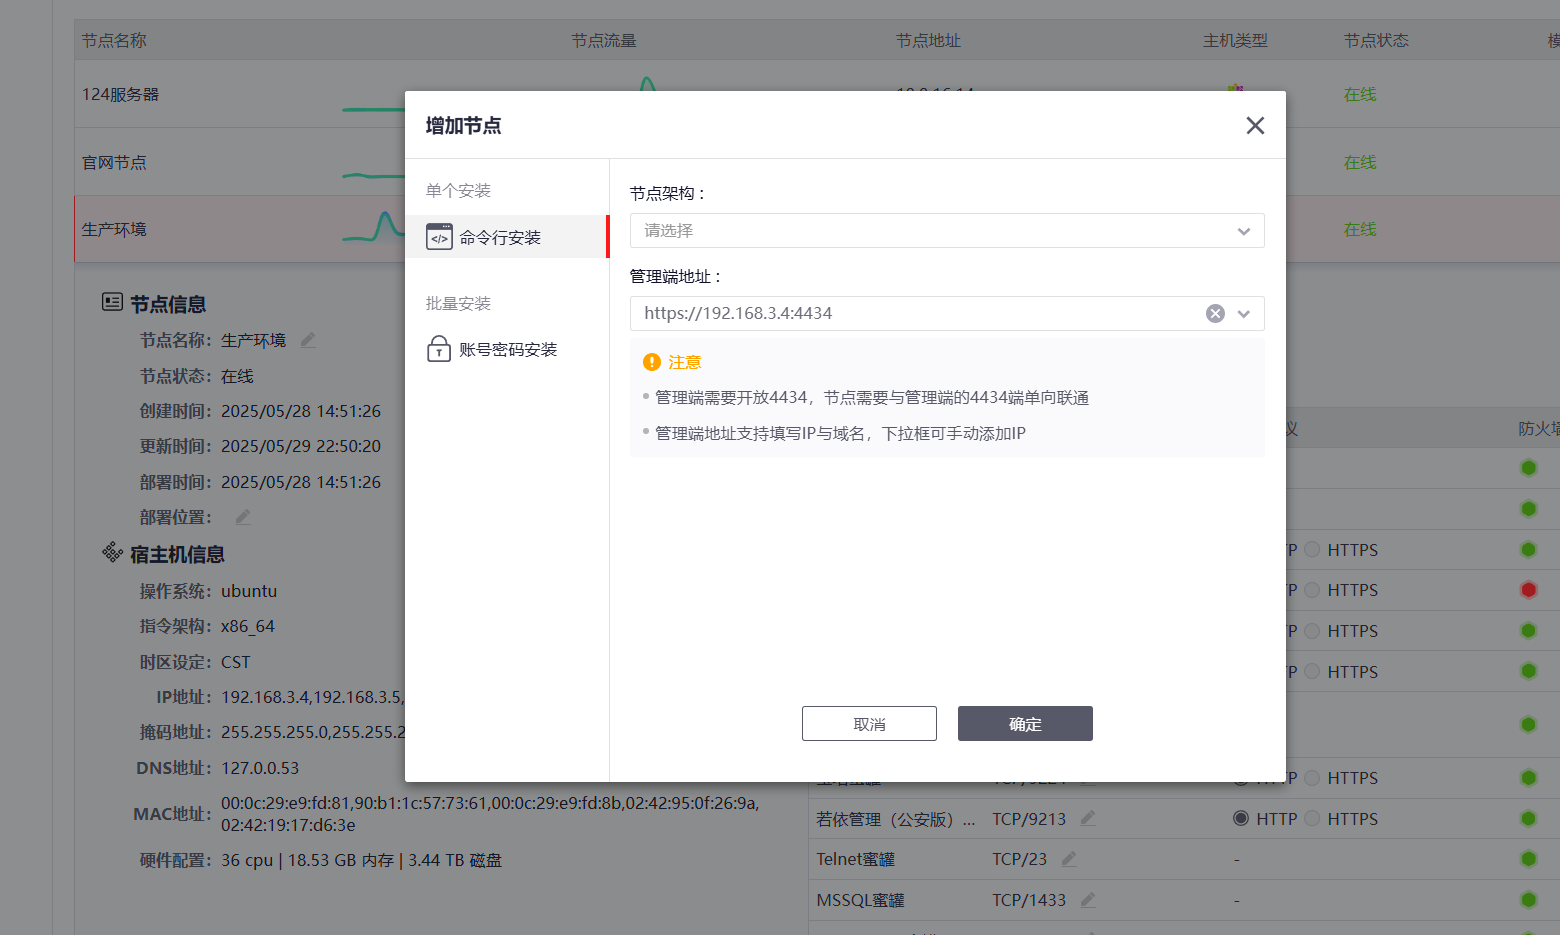 节点名称 节点流量 节点地址 主机类型 节点状态
124服务器 在线
官网节点 在线
生产环境 在线
增加节点
单个安装
命令行安装
批量安装
账号密码安装
节点架构：
请选择
管理端地址：
https://192.168.3.4:4434
注意
管理端需要开放4434，节点需要与管理端的4434端单向联通
管理端地址支持填写IP与域名，下拉框可手动添加IP
取消 确定
节点信息
节点名称： 生产环境
节点状态： 在线
创建时间： 2025/05/28 14:51:26
更新时间： 2025/05/29 22:50:20
部署时间： 2025/05/28 14:51:26
部署位置：
宿主机信息
操作系统： ubuntu
指令架构： x86_64
时区设定： CST
IP地址： 192.168.3.4,192.168.3.5,
掩码地址： 255.255.255.0,255.255.2
DNS地址： 127.0.0.53
MAC地址： 00:0c:29:e9:fd:81,90:b1:1c:57:73:61,00:0c:29:e9:fd:8b,02:42:95:0f:26:9a,
02:42:19:17:d6:3e
硬件配置： 36 cpu | 18.53 GB 内存 | 3.44 TB 磁盘
议 防火墙
P HTTPS
P HTTPS
P HTTPS
P HTTPS
HTTPS
若依管理（公安版）... TCP/9213 HTTP HTTPS
Telnet蜜罐 TCP/23 -
MSSQL蜜罐 TCP/1433 -